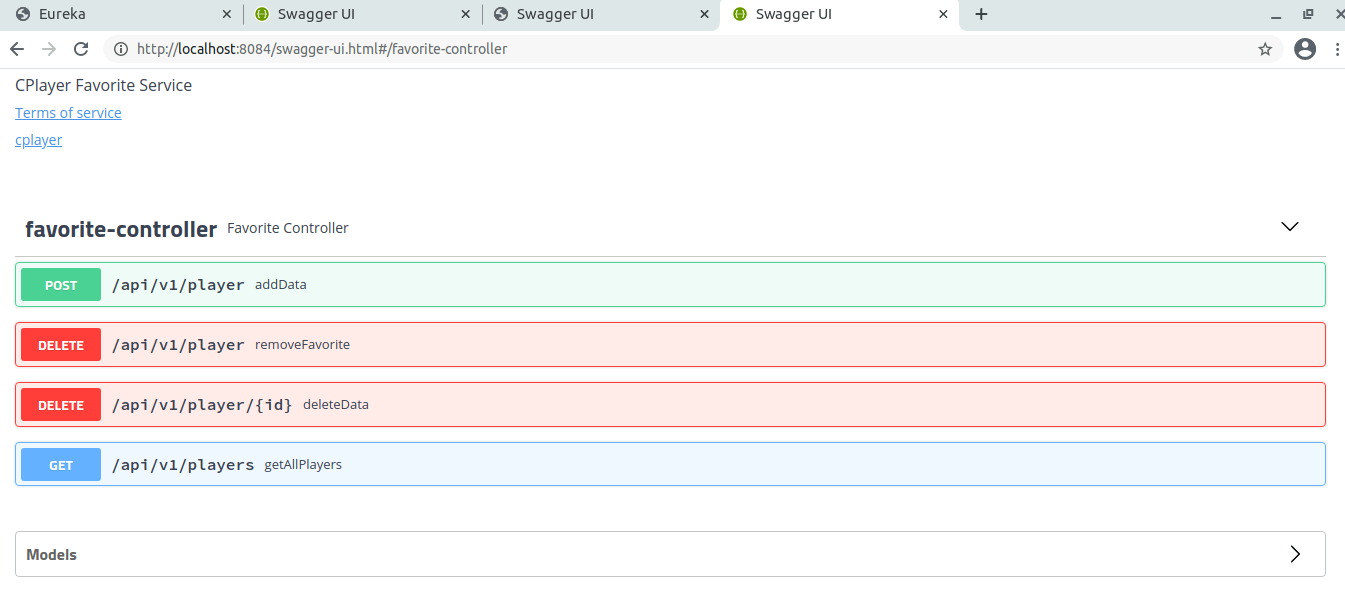 Eureka Swagger UI Swagger UI Swagger UI
http://localhost:8084/swagger-ui.html#/favorite-controller
CPlayer Favorite Service
Terms of service
cplayer
favorite-controller Favorite Controller
POST /api/v1/player addData
DELETE /api/v1/player removeFavorite
DELETE /api/v1/player/{id} deleteData
GET /api/v1/players getAllPlayers
Models